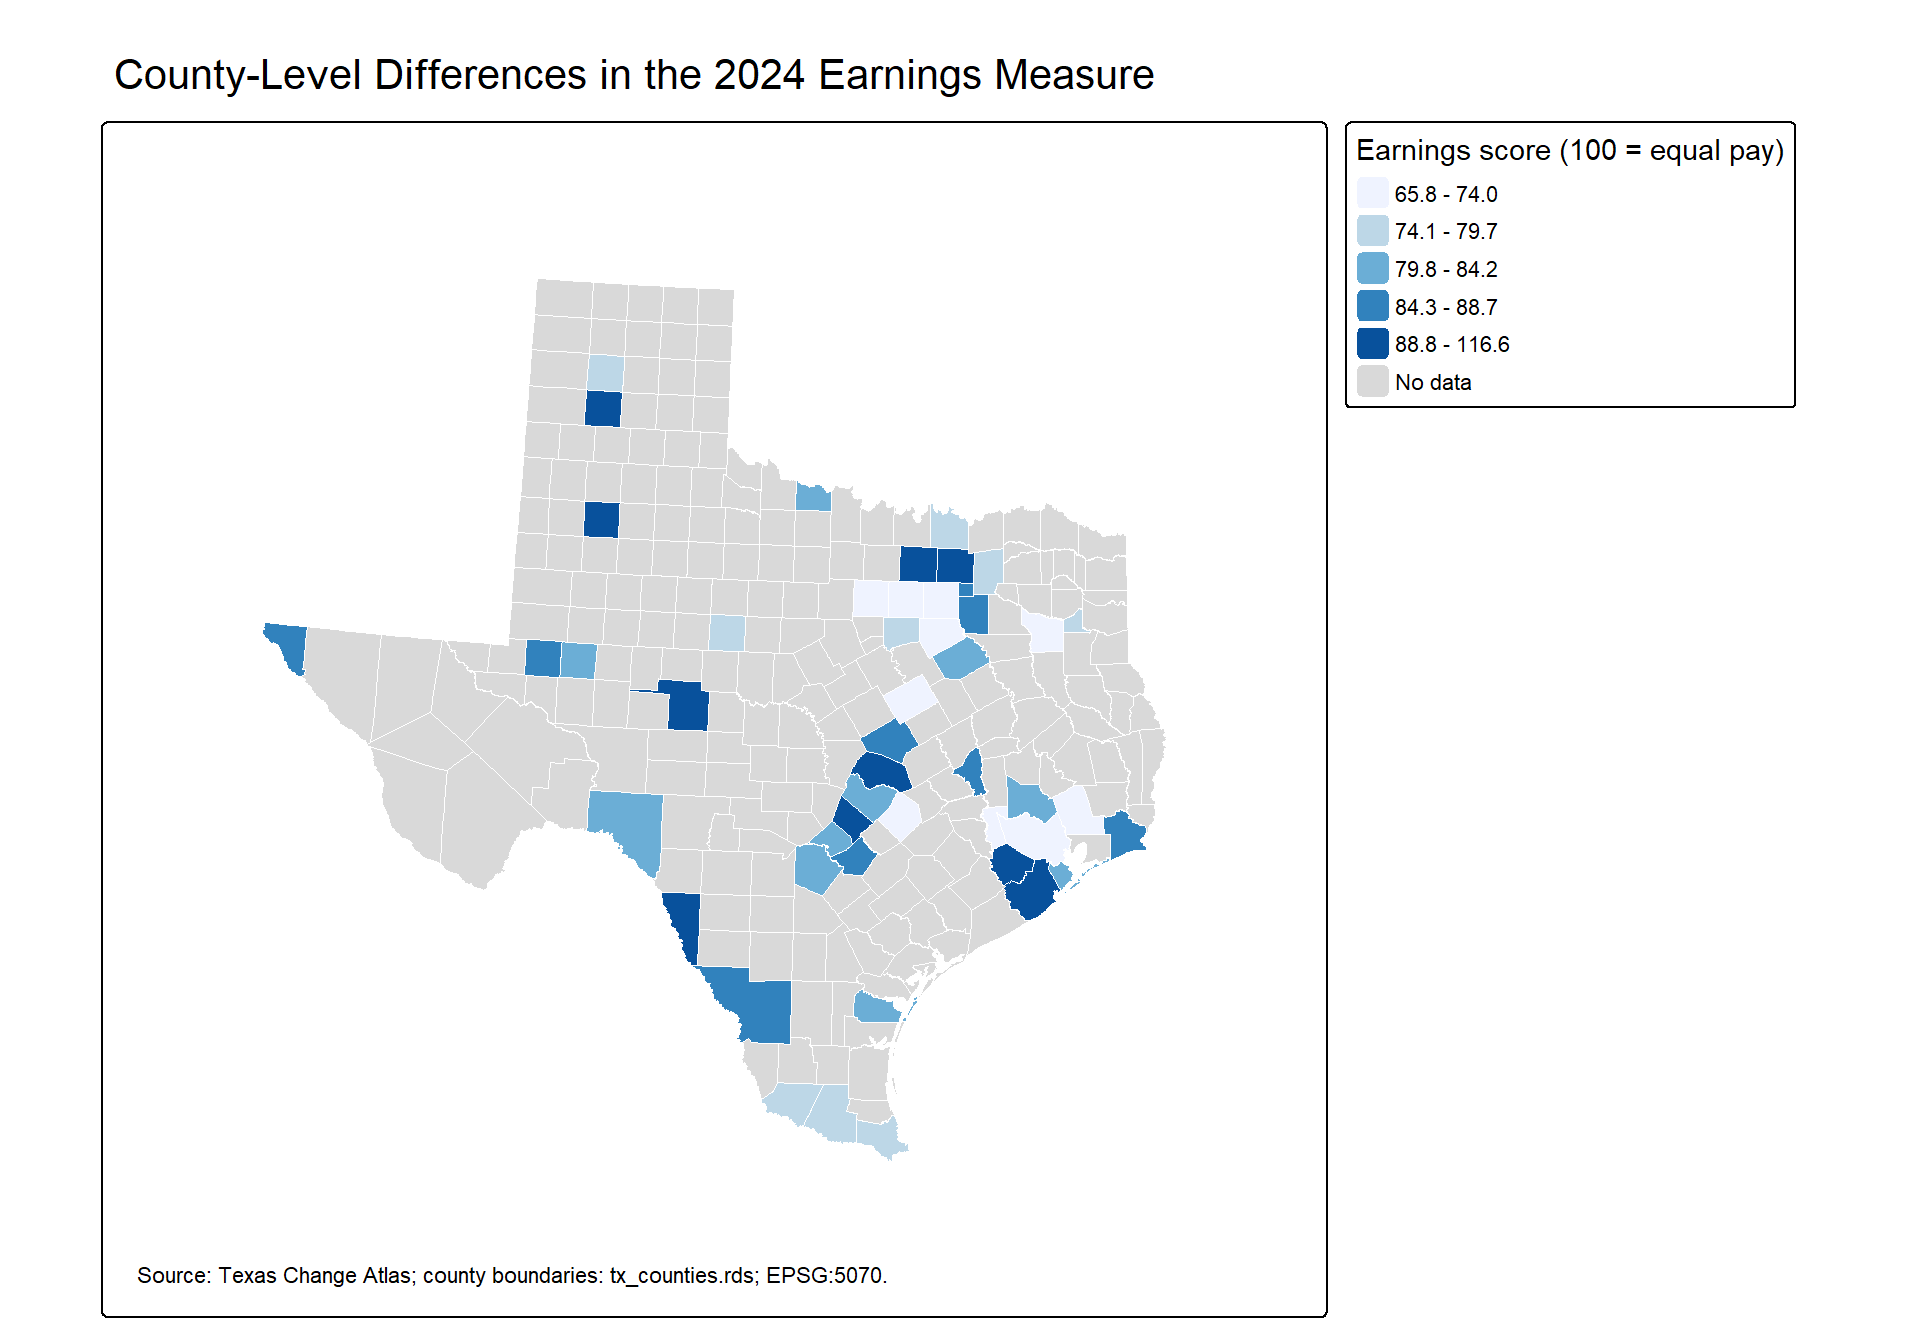 County-Level Differences in the 2024 Earnings Measure
Earnings score (100 = equal pay)
65.8 - 74.0
74.1 - 79.7
79.8 - 84.2
84.3 - 88.7
88.8 - 116.6
No data
Source: Texas Change Atlas; county boundaries: tx_counties.rds; EPSG:5070.